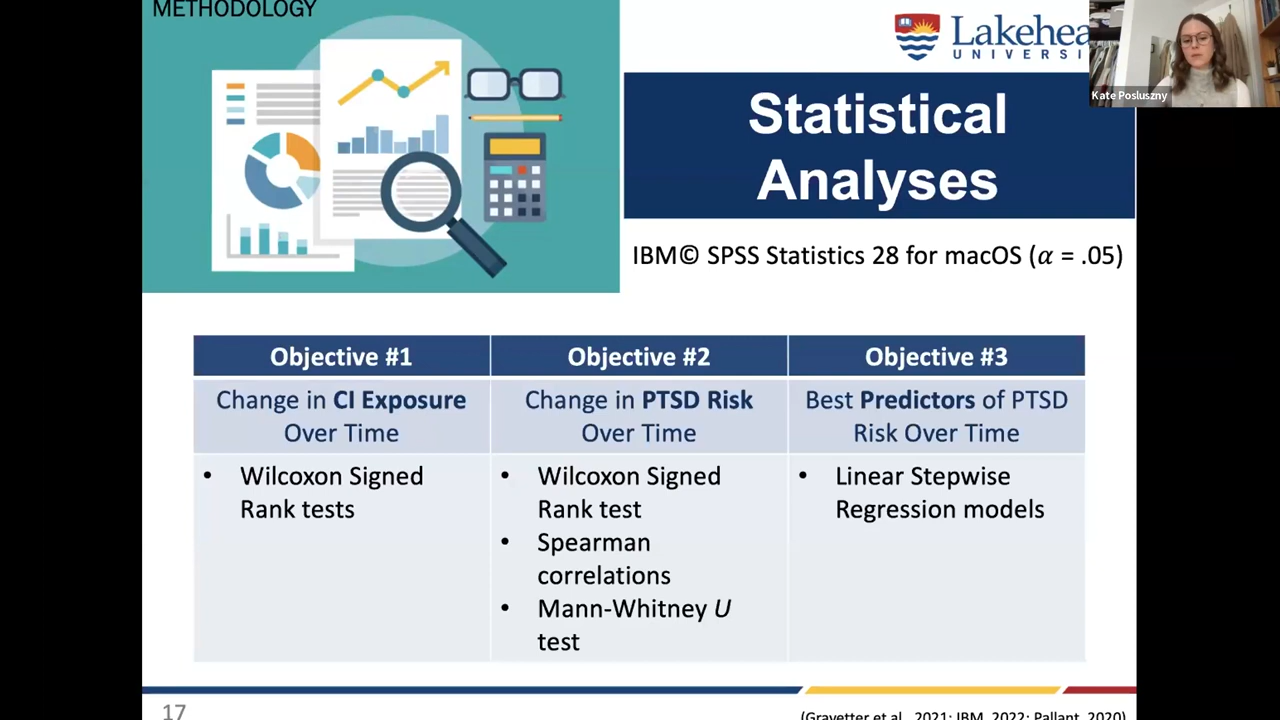 METHODOLOGY
Lakehea
UNIVERSI
Kate Posluszny
Statistical
Analyses
IBM© SPSS Statistics 28 for macOS (𝛼 = .05)
Objective #1
Objective #2
Objective #3
Change in CI Exposure
Over Time
Change in PTSD Risk
Over Time
Best Predictors of PTSD
Risk Over Time
• Wilcoxon Signed
Rank tests
• Wilcoxon Signed
Rank test
• Spearman
correlations
• Mann-Whitney U
test
• Linear Stepwise
Regression models
17
(Gravetter et al., 2021; IBM, 2022; Pallant, 2020)